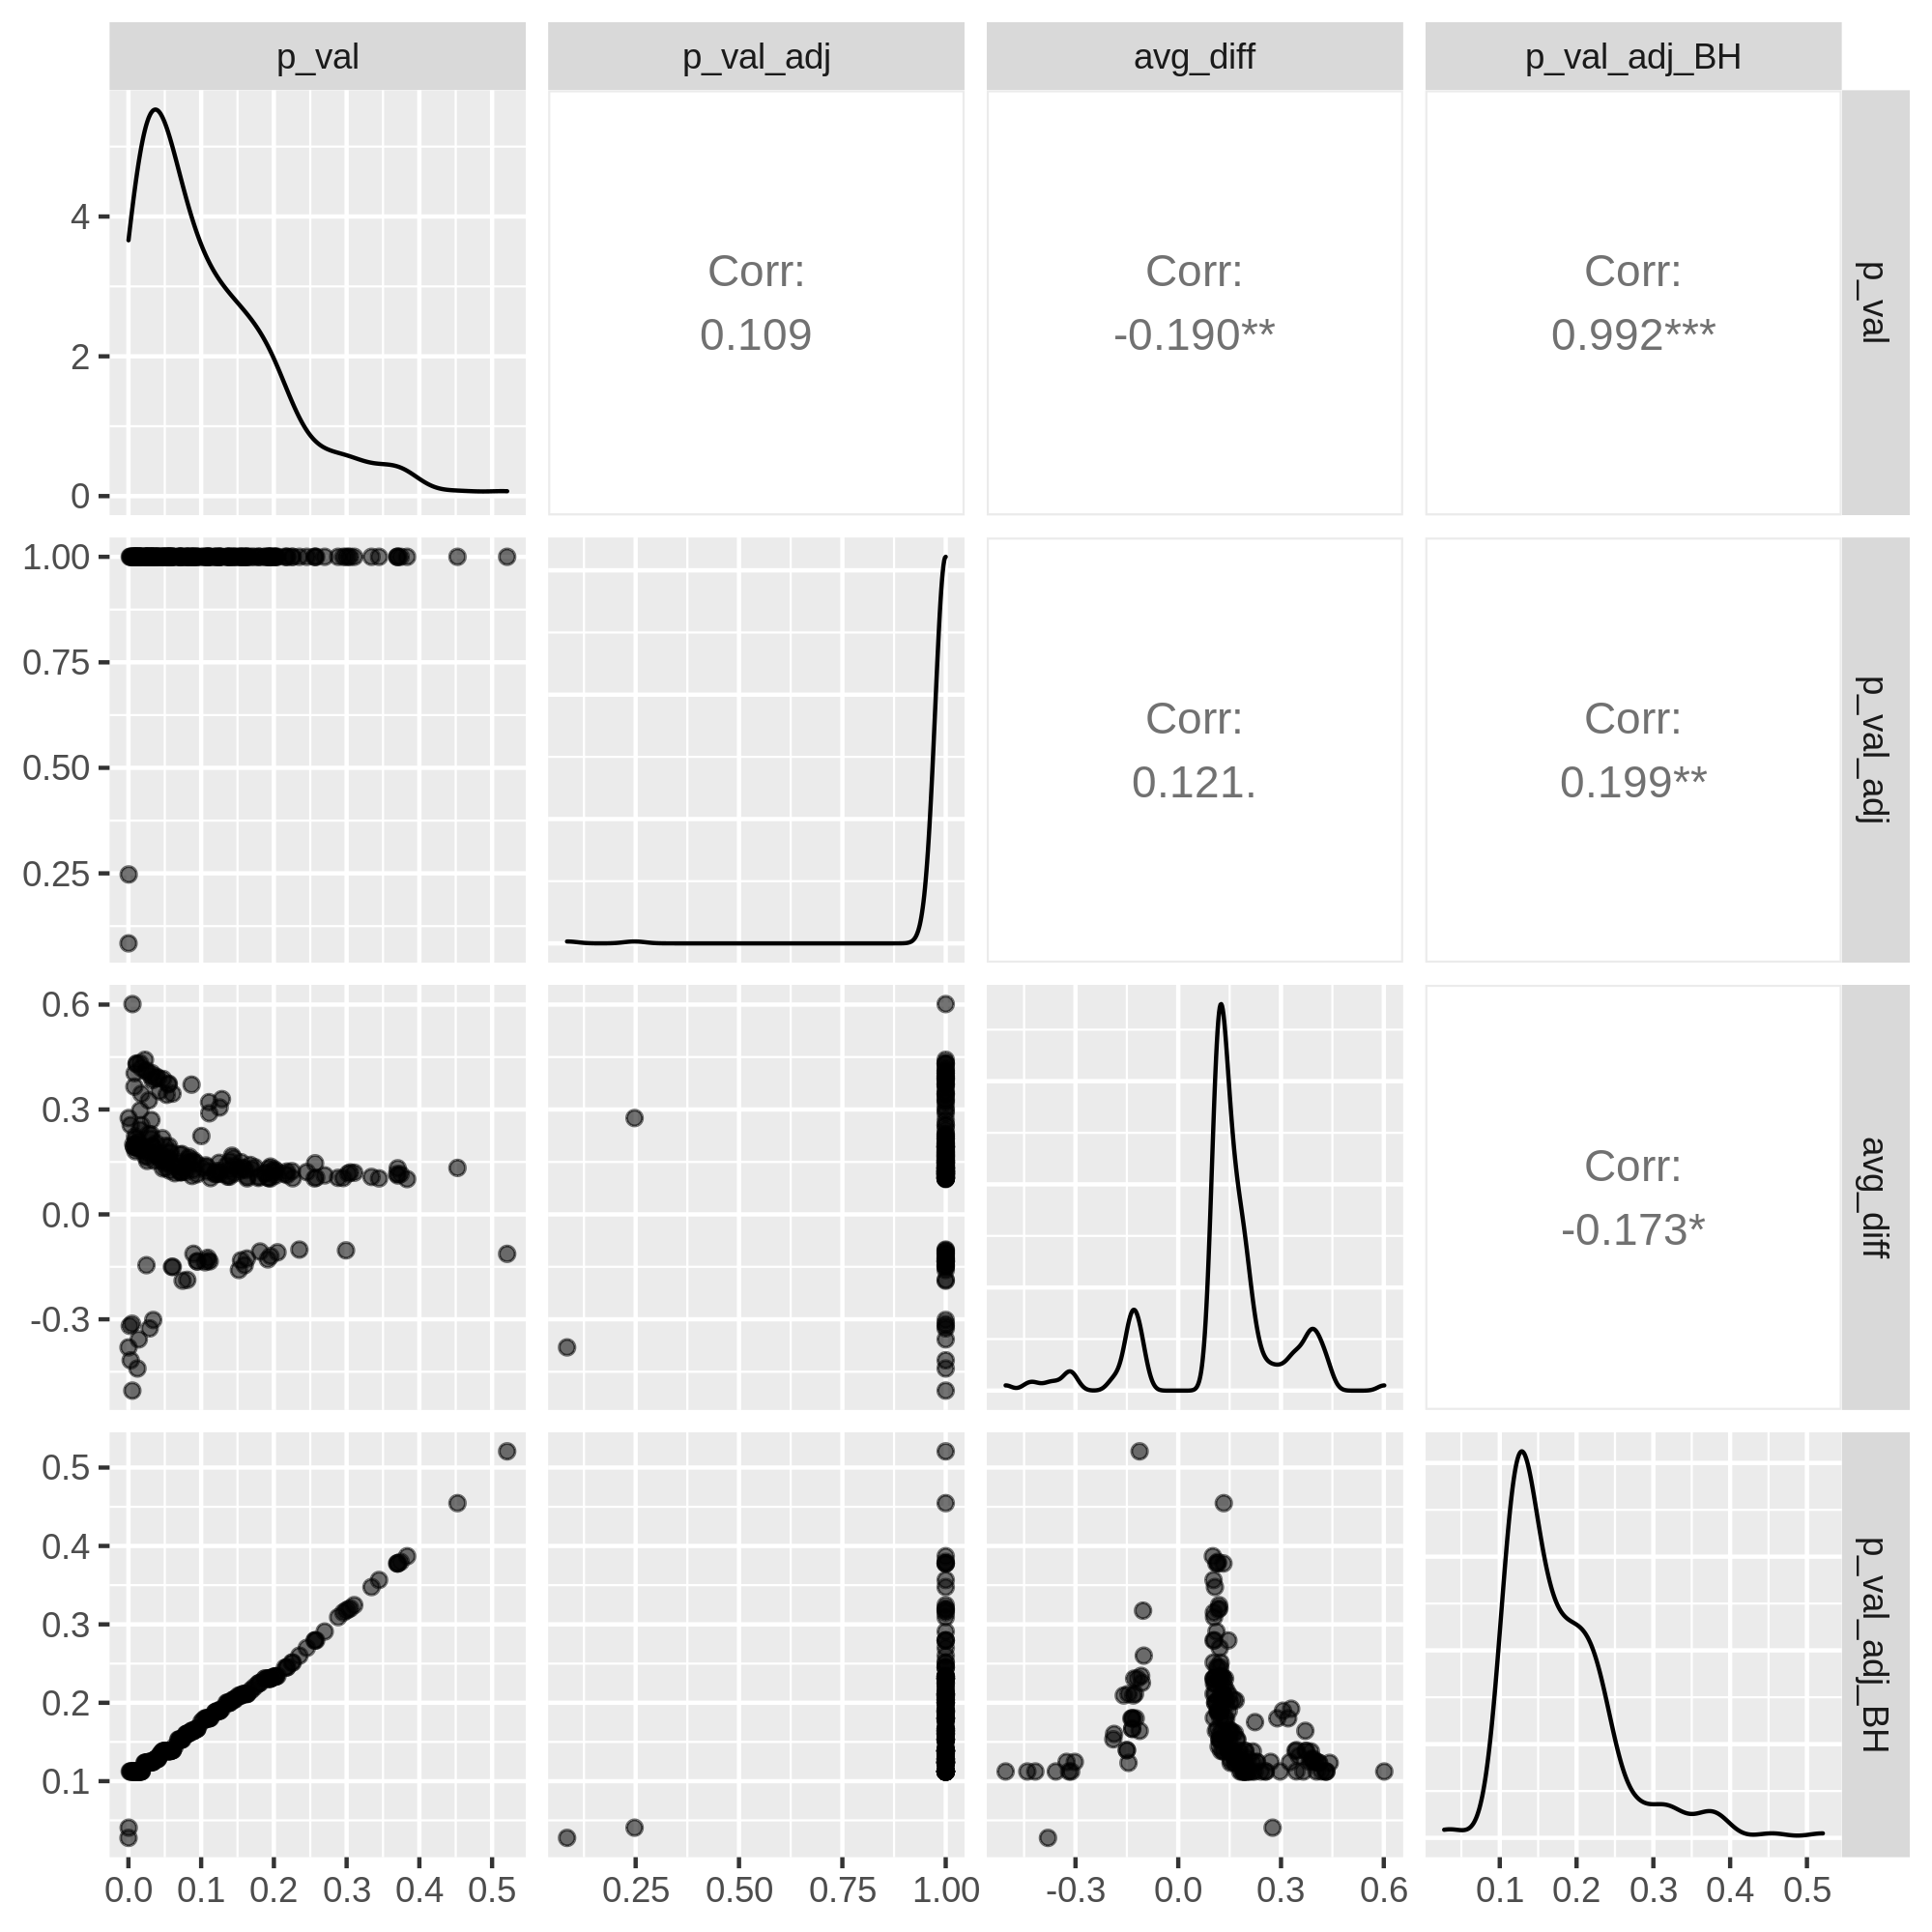 p_val p_val_adj avg_diff p_val_adj_BH
4
2
0
Corr:
0.109
Corr:
-0.190**
Corr:
0.992***
p_val
1.00
0.75
0.50
0.25
Corr:
0.121.
Corr:
0.199**
p_val_adj
0.6
0.3
0.0
-0.3
Corr:
-0.173*
avg_diff
0.5
0.4
0.3
0.2
0.1
p_val_adj_BH
0.0 0.1 0.2 0.3 0.4 0.5 0.25 0.50 0.75 1.00 -0.3 0.0 0.3 0.6 0.1 0.2 0.3 0.4 0.5